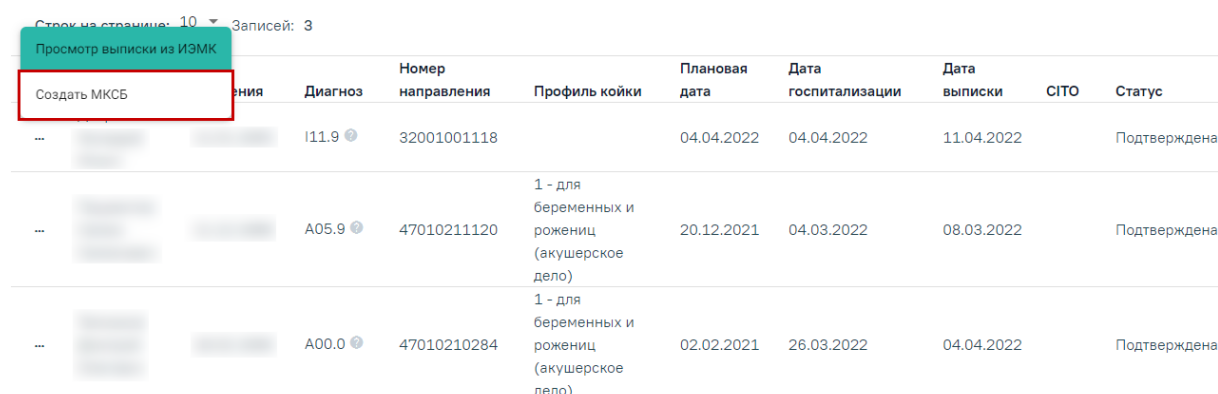 Строк на странице: 10 Записей: 3
Просмотр выписки из ИЭМК
Создать МКСБ
Номер Плановая Дата Дата
ения Диагноз направления Профиль койки дата госпитализации выписки CITO Статус
... I11.9 32001001118 04.04.2022 04.04.2022 11.04.2022 Подтверждена
1 - для
беременных и
... A05.9 47010211120 рожениц 20.12.2021 04.03.2022 08.03.2022 Подтверждена
(акушерское
дело)
1 - для
беременных и
... A00.0 47010210284 рожениц 02.02.2021 26.03.2022 04.04.2022 Подтверждена
(акушерское
дело)